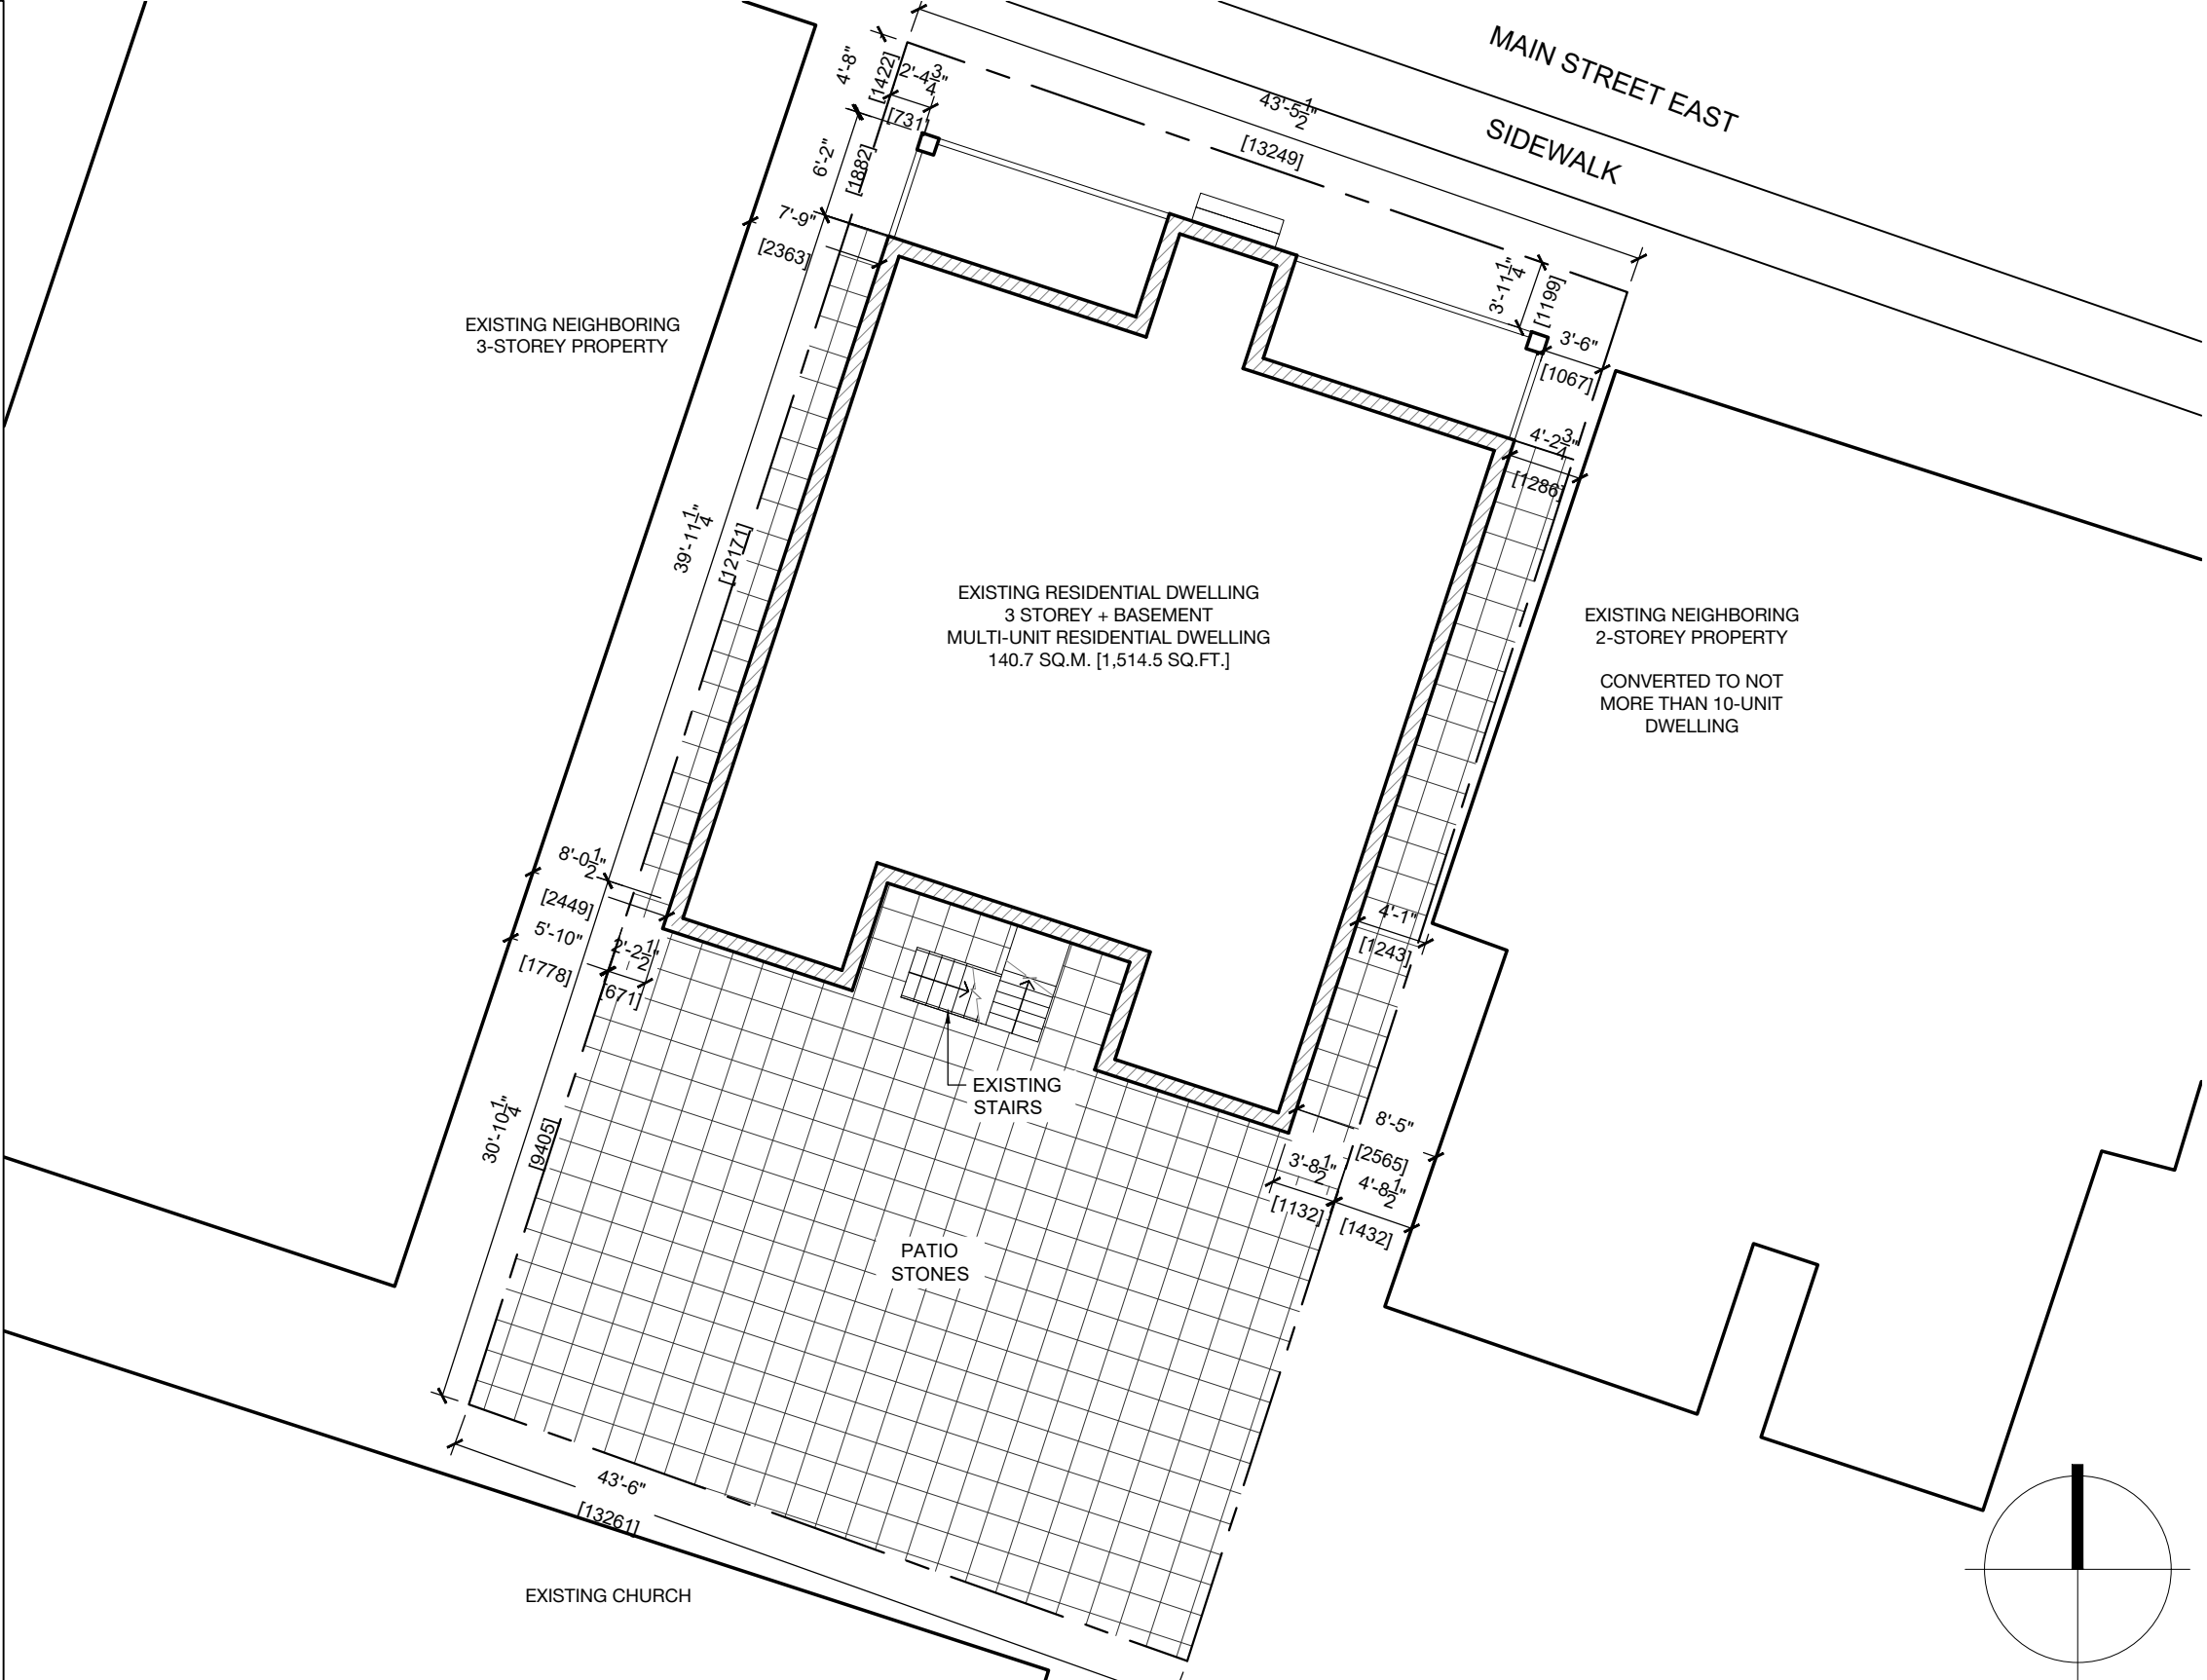 MAIN STREET EAST
SIDEWALK
4'-8"
[1422]
2'-4 3/4"
[731]
43'-5 1/2"
[13249]
6'-2"
[1882]
7'-9"
[2363]
3'-11 1/4"
[1199]
3'-6"
[1067]
EXISTING NEIGHBORING
3-STOREY PROPERTY
4'-2 3/4"
[1286]
39'-11 1/4"
[12171]
EXISTING RESIDENTIAL DWELLING
3 STOREY + BASEMENT
MULTI-UNIT RESIDENTIAL DWELLING
140.7 SQ.M. [1,514.5 SQ.FT.]
EXISTING NEIGHBORING
2-STOREY PROPERTY
CONVERTED TO NOT
MORE THAN 10-UNIT
DWELLING
8'-0 1/2"
[2449]
5'-10"
[1778]
2'-2 1/2"
[671]
4'-1"
[1243]
EXISTING
STAIRS
30'-10 1/4"
[9405]
8'-5"
[2565]
3'-8 1/2"
[1132]
4'-8 1/2"
[1432]
PATIO
STONES
43'-6"
[13261]
EXISTING CHURCH